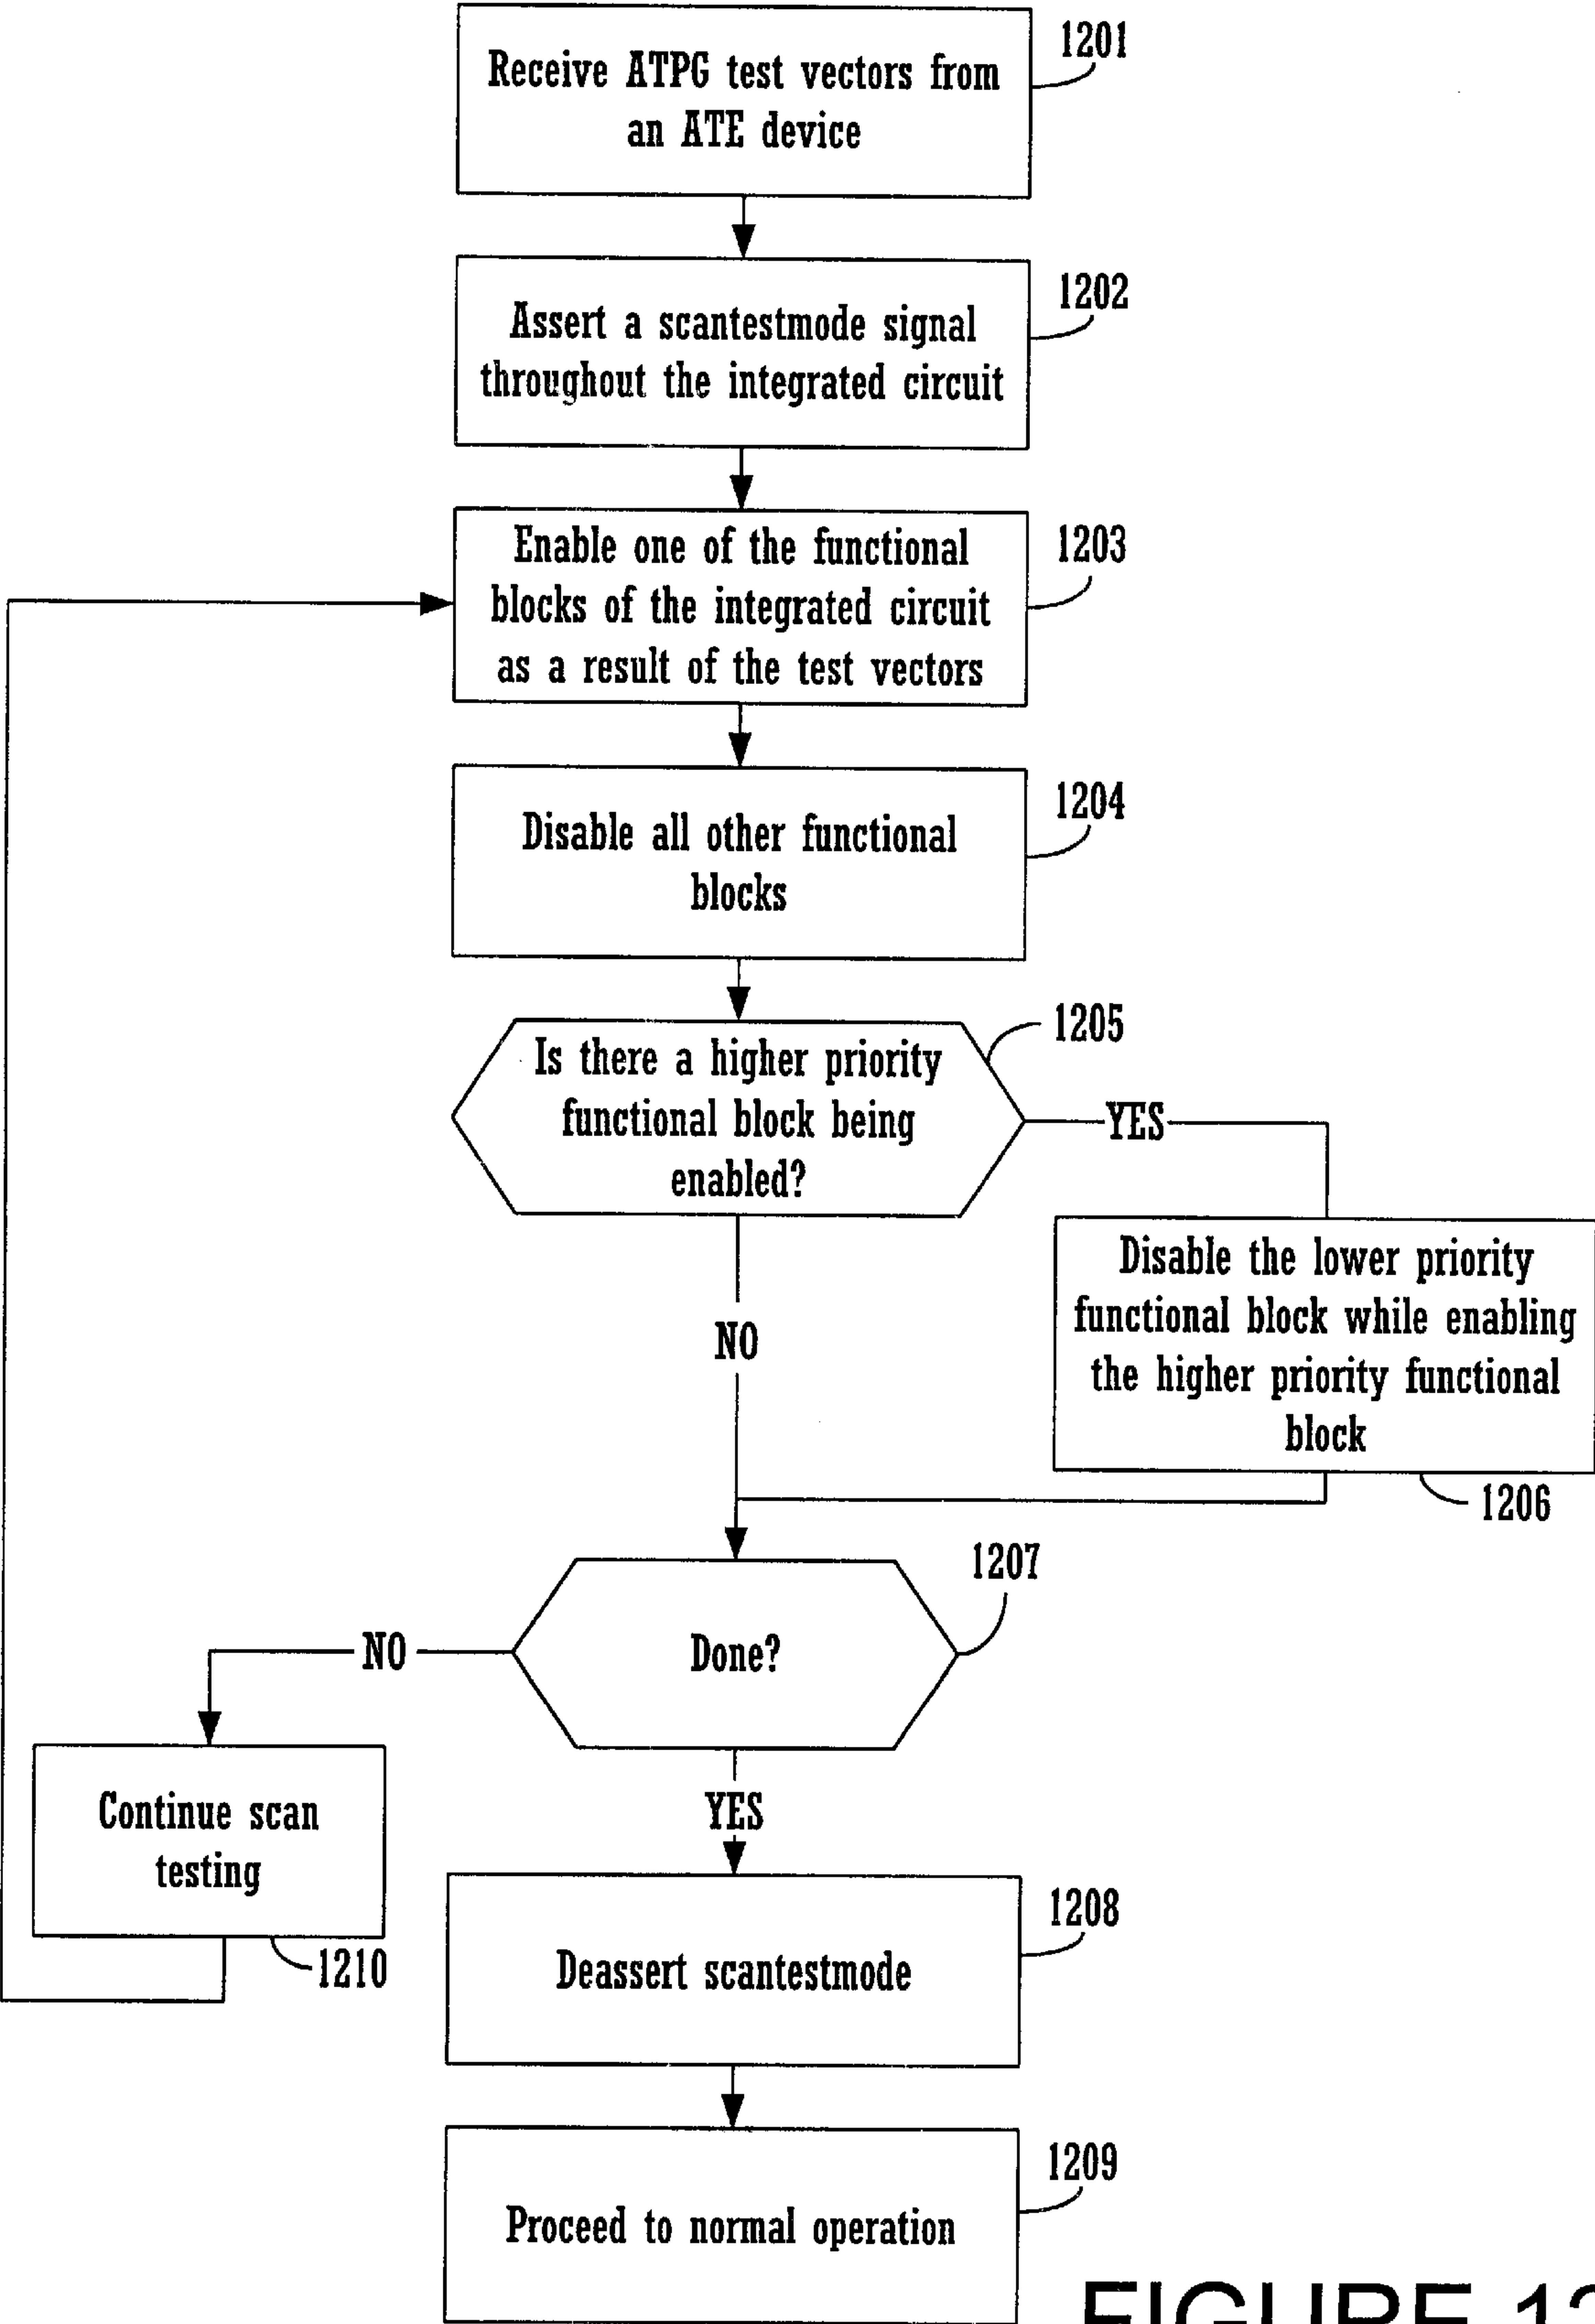 Receive ATPG test vectors from
an ATE device
1201
Assert a scantestmode signal
throughout the integrated circuit
1202
Enable one of the functional
blocks of the integrated circuit
as a result of the test vectors
1203
Disable all other functional
blocks
1204
Is there a higher priority
functional block being
enabled?
1205
YES
NO
Disable the lower priority
functional block while enabling
the higher priority functional
block
1206
Done?
1207
NO
YES
Continue scan
testing
1210
Deassert scantestmode
1208
Proceed to normal operation
1209
FIGURE 12